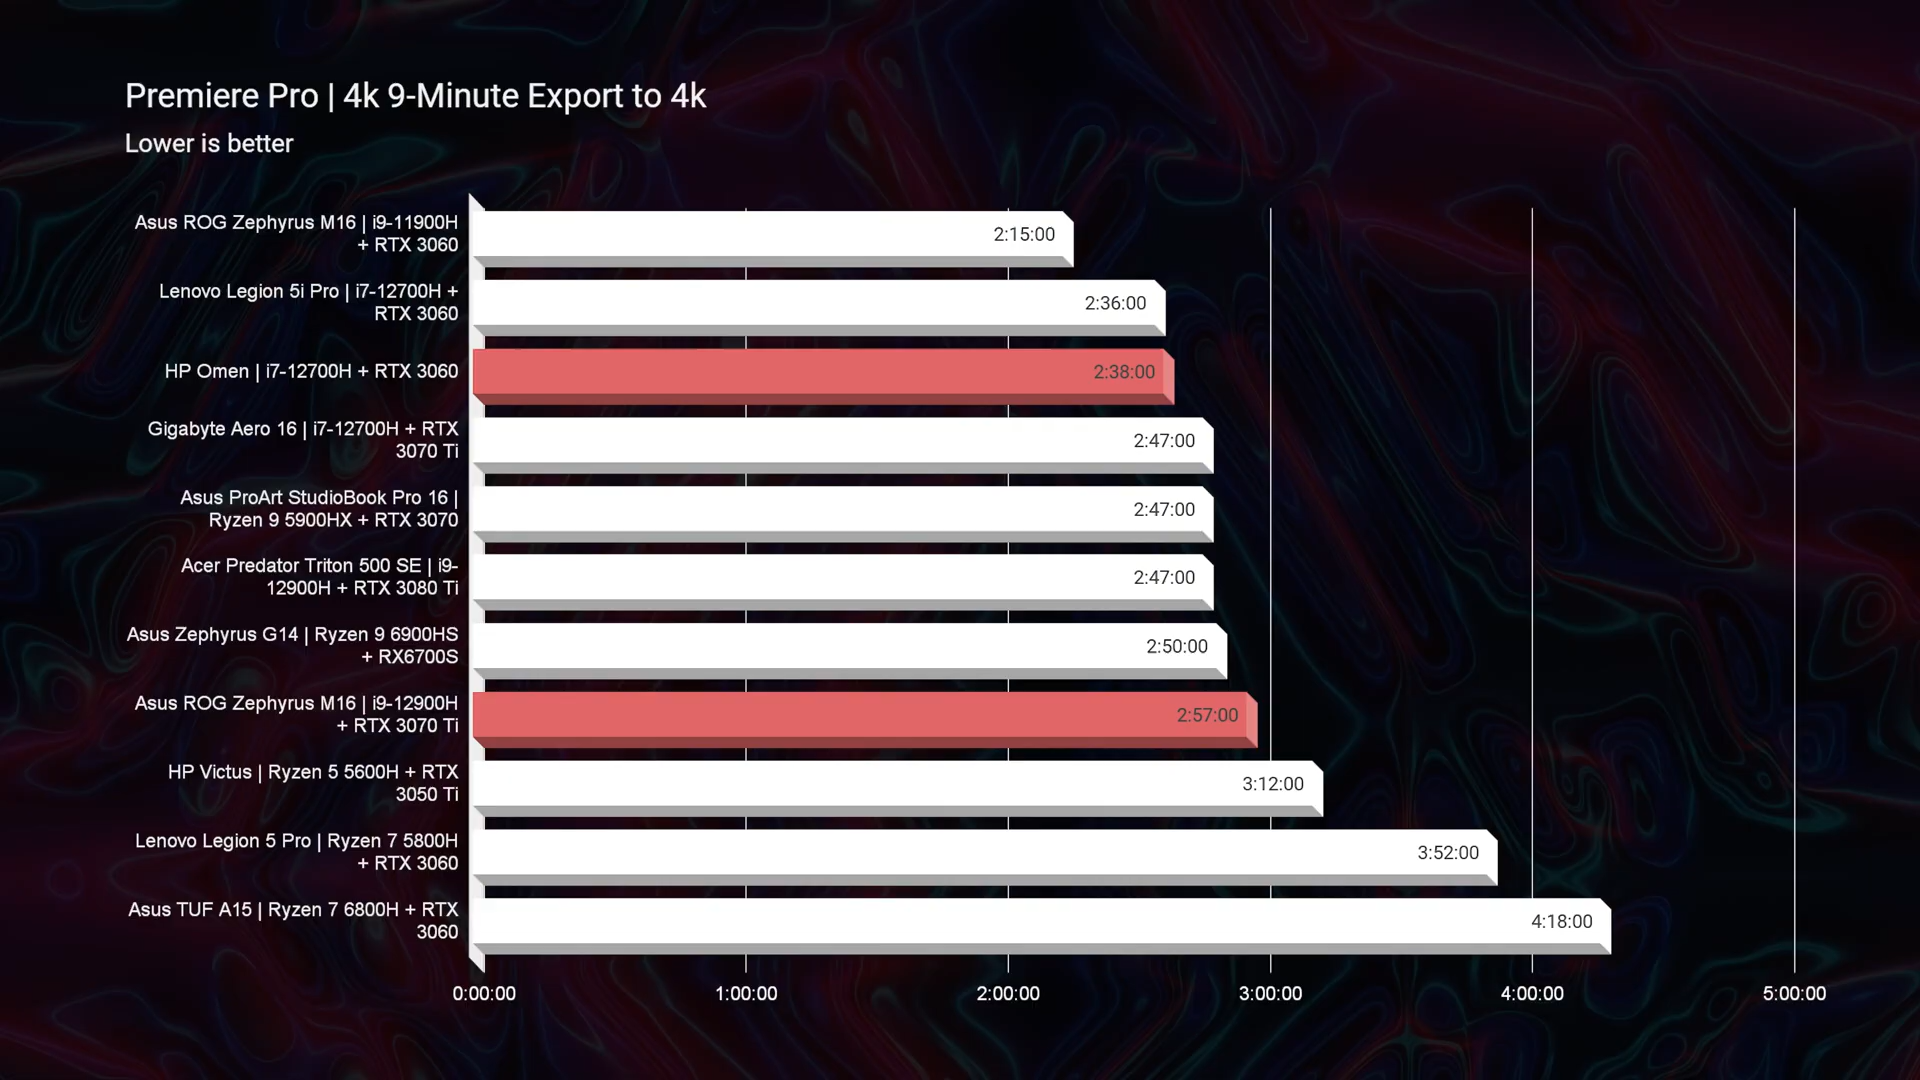 Premiere Pro | 4k 9-Minute Export to 4k
Lower is better
Asus ROG Zephyrus M16 | i9-11900H
+ RTX 3060
2:15:00
Lenovo Legion 5i Pro | i7-12700H +
RTX 3060
2:36:00
HP Omen | i7-12700H + RTX 3060
2:38:00
Gigabyte Aero 16 | i7-12700H + RTX
3070 Ti
2:47:00
Asus ProArt StudioBook Pro 16 |
Ryzen 9 5900HX + RTX 3070
2:47:00
Acer Predator Triton 500 SE | i9-
12900H + RTX 3080 Ti
2:47:00
Asus Zephyrus G14 | Ryzen 9 6900HS
+ RX6700S
2:50:00
Asus ROG Zephyrus M16 | i9-12900H
+ RTX 3070 Ti
2:57:00
HP Victus | Ryzen 5 5600H + RTX
3050 Ti
3:12:00
Lenovo Legion 5 Pro | Ryzen 7 5800H
+ RTX 3060
3:52:00
Asus TUF A15 | Ryzen 7 6800H + RTX
3060
4:18:00
0:00:00 1:00:00 2:00:00 3:00:00 4:00:00 5:00:00